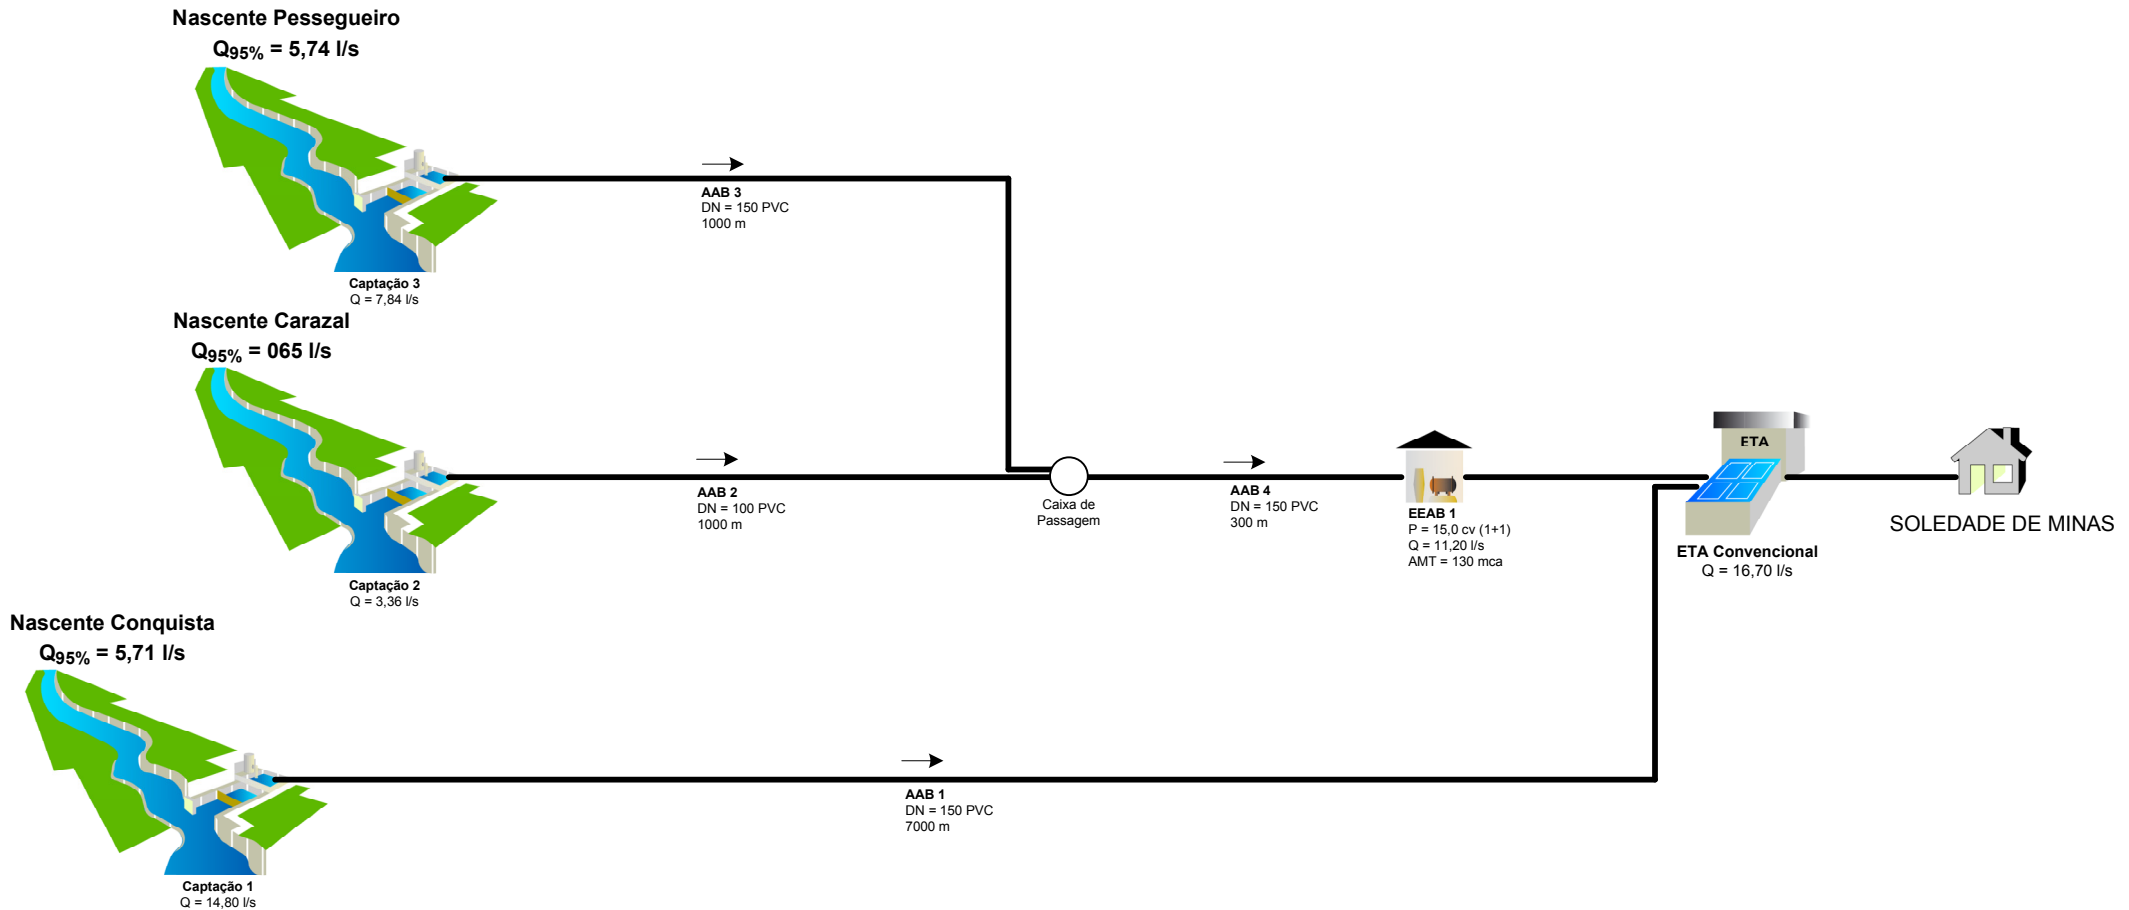 Nascente Pessegueiro
Q95% = 5,74 l/s
AAB 3
DN = 150 PVC
1000 m
Captação 3
Q = 7,84 l/s
Nascente Carazal
Q95% = 065 l/s
AAB 2
DN = 100 PVC
1000 m
Captação 2
Q = 3,36 l/s
Caixa de
Passagem
AAB 4
DN = 150 PVC
300 m
EEAB 1
P = 15,0 cv (1+1)
Q = 11,20 l/s
AMT = 130 mca
ETA
ETA Convencional
Q = 16,70 l/s
SOLEDADE DE MINAS
Nascente Conquista
Q95% = 5,71 l/s
AAB 1
DN = 150 PVC
7000 m
Captação 1
Q = 14,80 l/s